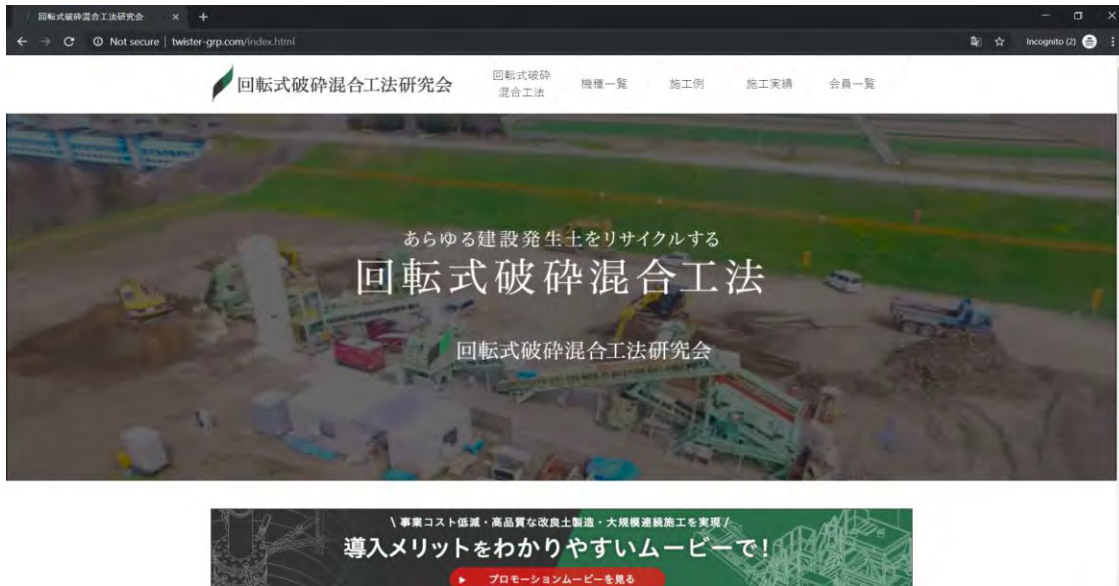 回転式破砕混合工法研究会
Not secure | twister-grp.com/index.html
Incognito (2)
回転式破砕混合工法研究会
回転式破砕
混合工法
機種一覧
施工例
施工実績
会員一覧
あらゆる建設発生土をリサイクルする
回転式破砕混合工法
回転式破砕混合工法研究会
\ 事業コスト低減・高品質な改良土製造・大規模連続施工を実現 /
導入メリットをわかりやすいムービーで!
プロモーションムービーを見る